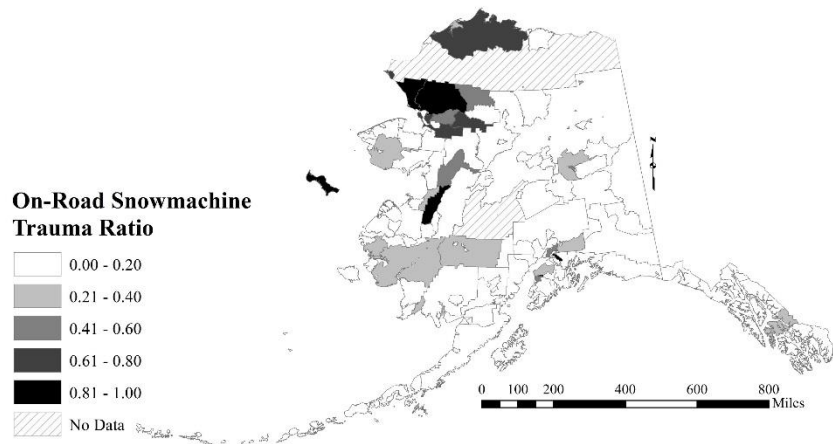 On-Road Snowmachine
Trauma Ratio
0.00 - 0.20
0.21 - 0.40
0.41 - 0.60
0.61 - 0.80
0.81 - 1.00
No Data
0 50 100 200 400 600 800
Miles